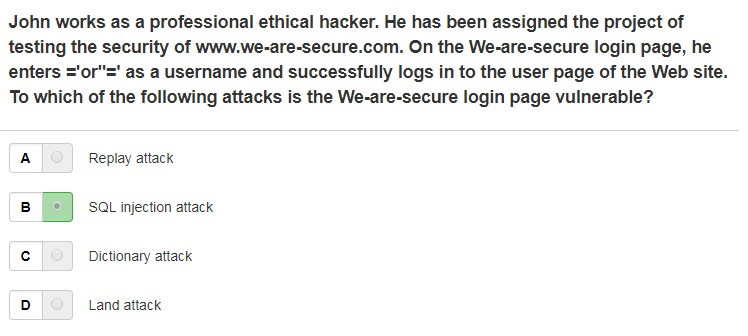 John works as a professional ethical hacker. He has been assigned the project of
testing the security of www.we-are-secure.com. On the We-are-secure login page, he
enters ='or''=' as a username and successfully logs in to the user page of the Web site.
To which of the following attacks is the We-are-secure login page vulnerable?
A Replay attack
B SQL injection attack
C Dictionary attack
D Land attack